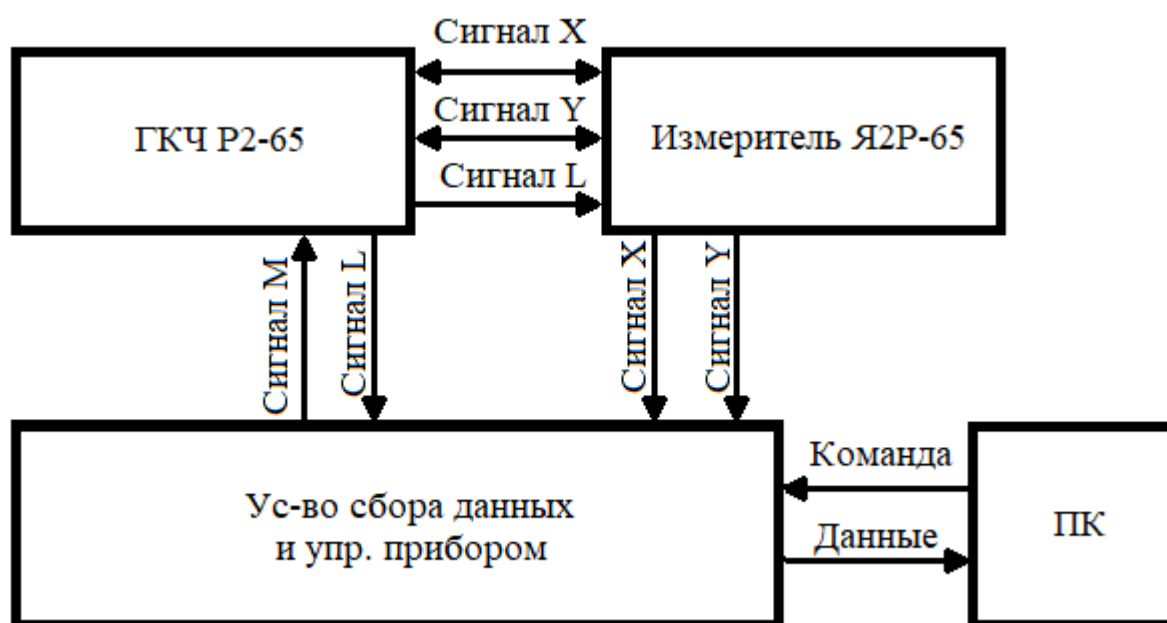 Сигнал X
ГКЧ Р2-65
Сигнал Y
Измеритель Я2Р-65
Сигнал L
Сигнал М
Сигнал L
Сигнал X
Сигнал Y
Команда
Ус-во сбора данных
и упр. прибором
ПК
Данные